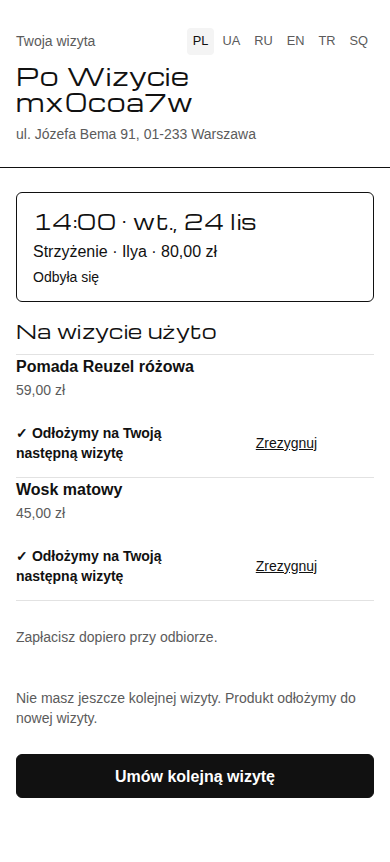 Twoja wizyta
PL UA RU EN TR SQ
Po Wizycie
mx0coa7w
ul. Józefa Bema 91, 01-233 Warszawa
14:00 · wt., 24 lis
Strzyżenie · Ilya · 80,00 zł
Odbyła się
Na wizycie użyto
Pomada Reuzel różowa
59,00 zł
✓ Odłożymy na Twoją
następną wizytę
Zrezygnuj
Wosk matowy
45,00 zł
✓ Odłożymy na Twoją
następną wizytę
Zrezygnuj
Zapłacisz dopiero przy odbiorze.
Nie masz jeszcze kolejnej wizyty. Produkt odłożymy do
nowej wizyty.
Umów kolejną wizytę